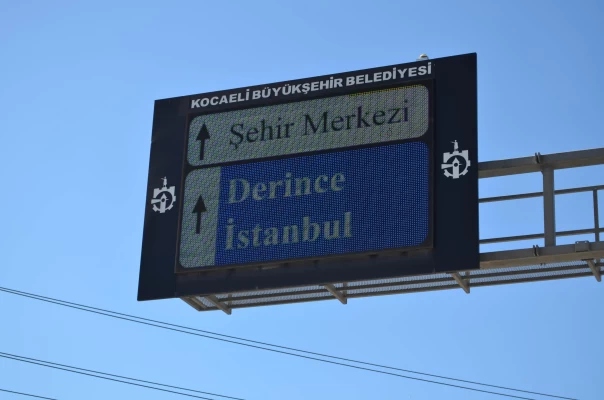 KOCAELİ BÜYÜKŞEHİR BELEDİYESİ
Şehir Merkezi
Derince
İstanbul